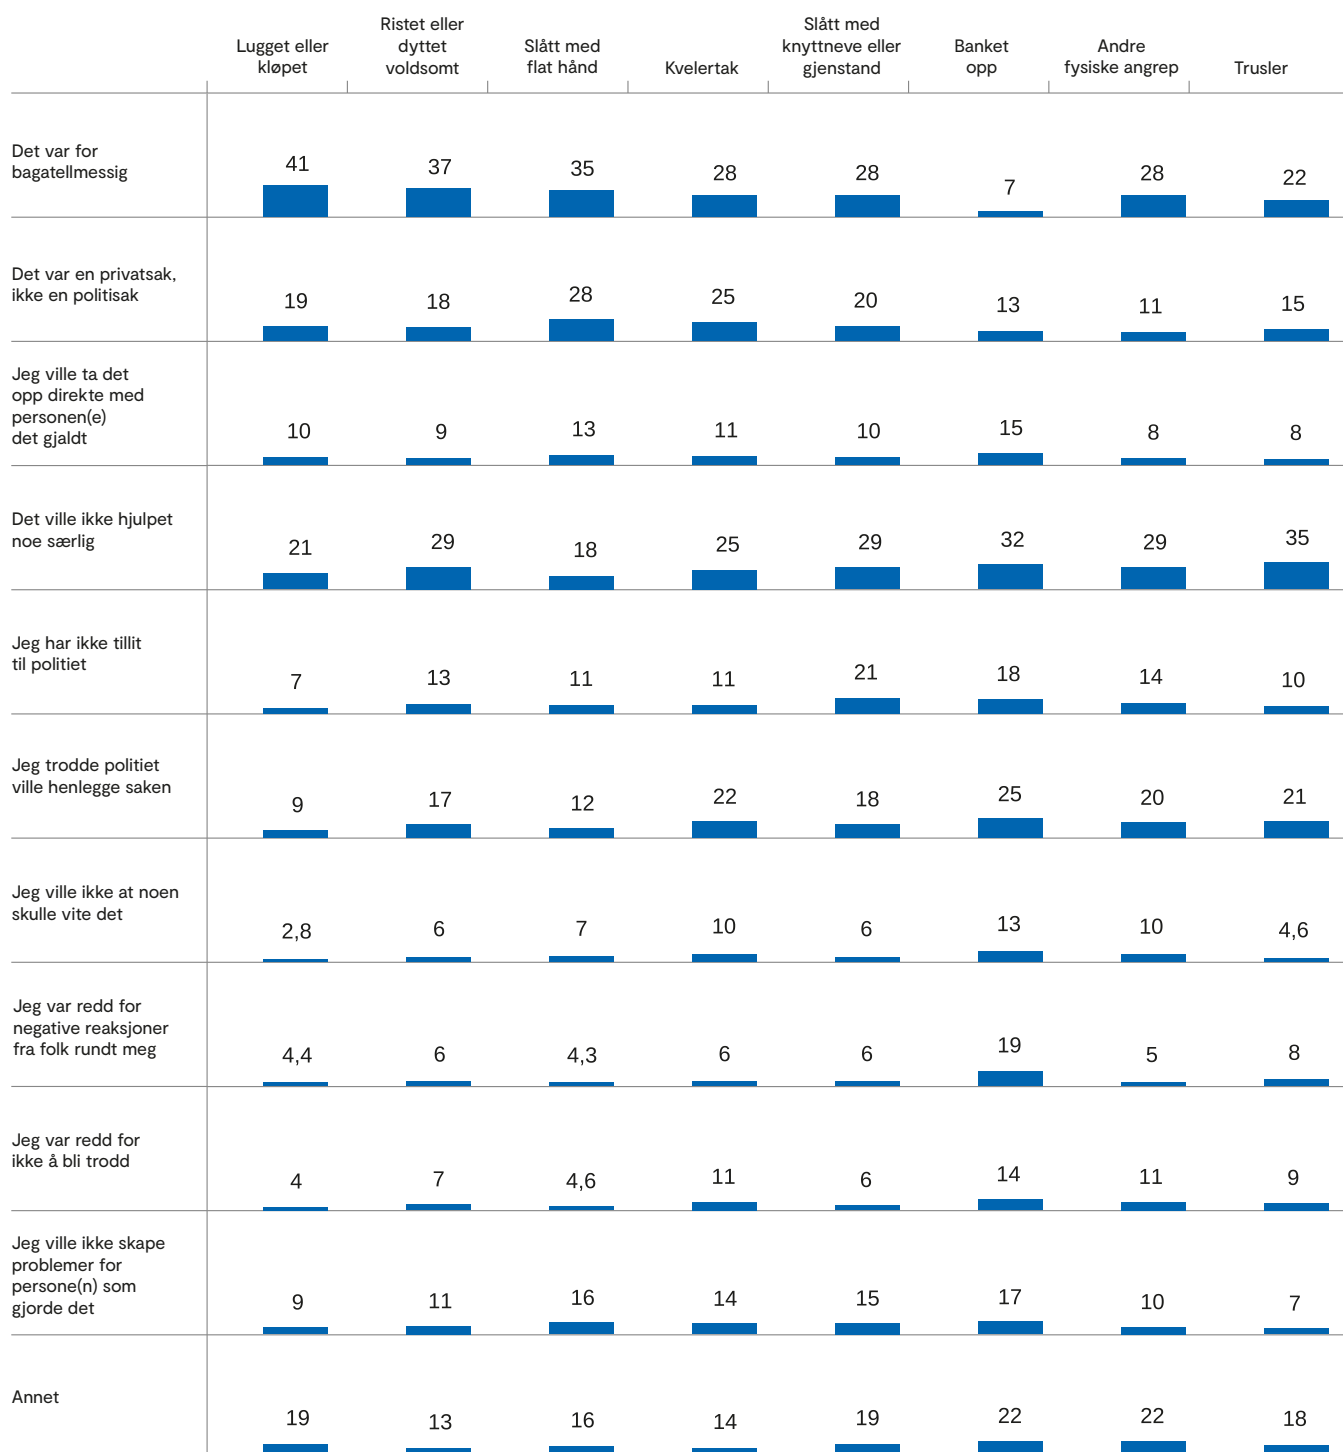 Lugget eller
kløpet
Ristet eller
dyttet
voldsomt
Slått med
flat hånd
Kvelertak
Slått med
knyttneve eller
gjenstand
Banket
opp
Andre
fysiske angrep
Trusler
Det var for
bagatellmessig
41 37 35 28 28 7 28 22
Det var en privatsak,
ikke en politisak
19 18 28 25 20 13 11 15
Jeg ville ta det
opp direkte med
personen(e)
det gjaldt
10 9 13 11 10 15 8 8
Det ville ikke hjulpet
noe særlig
21 29 18 25 29 32 29 35
Jeg har ikke tillit
til politiet
7 13 11 11 21 18 14 10
Jeg trodde politiet
ville henlegge saken
9 17 12 22 18 25 20 21
Jeg ville ikke at noen
skulle vite det
2,8 6 7 10 6 13 10 4,6
Jeg var redd for
negative reaksjoner
fra folk rundt meg
4,4 6 4,3 6 6 19 5 8
Jeg var redd for
ikke å bli trodd
4 7 4,6 11 6 14 11 9
Jeg ville ikke skape
problemer for
persone(n) som
gjorde det
9 11 16 14 15 17 10 7
Annet
19 13 16 14 19 22 22 18